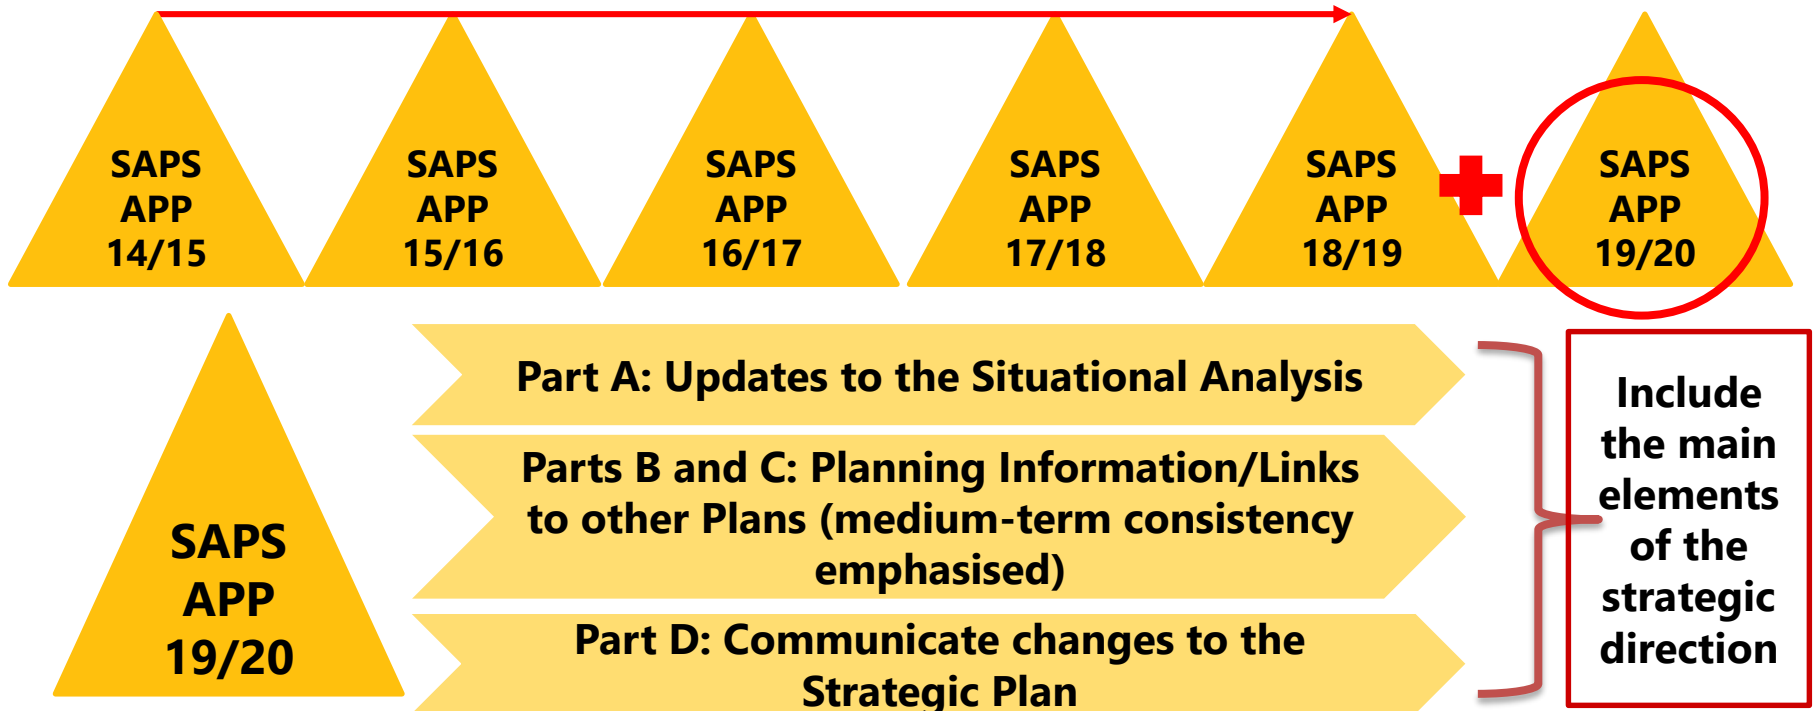 SAPS
APP
14/15
SAPS
APP
15/16
SAPS
APP
16/17
SAPS
APP
17/18
SAPS
APP
18/19
SAPS
APP
19/20
SAPS
APP
19/20
Part A: Updates to the Situational Analysis
Parts B and C: Planning Information/Links
to other Plans (medium-term consistency
emphasised)
Part D: Communicate changes to the
Strategic Plan
Include
the main
elements
of the
strategic
direction